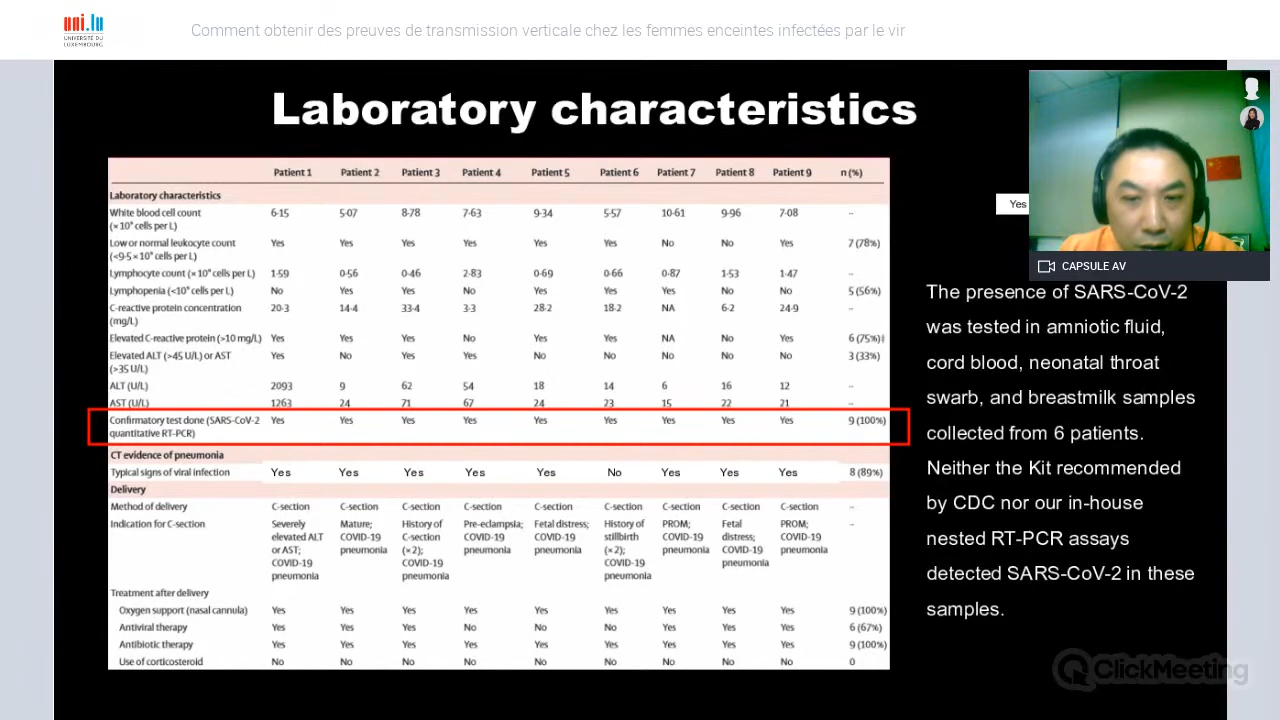 uni.lu
UNIVERSITÉ DU
LUXEMBOURG
Comment obtenir des preuves de transmission verticale chez les femmes enceintes infectées par le vir
Laboratory characteristics
Patient 1 Patient 2 Patient 3 Patient 4 Patient 5 Patient 6 Patient 7 Patient 8 Patient 9 n (%)
Laboratory characteristics
White blood cell count 6·15 5·07 8·78 7·63 9·34 5·57 10·61 9·96 7·08 ··
(×10⁹ cells per L)
Low or normal leukocyte count Yes Yes Yes Yes Yes Yes No No Yes 7 (78%)
(<9·5 × 10⁹ cells per L)
Lymphocyte count (×10⁹ cells per L) 1·59 0·56 0·46 2·83 0·69 0·66 0·87 1·53 1·47 ··
Lymphopenia (<10⁹ cells per L) No Yes Yes No Yes Yes Yes No No 5 (56%)
C-reactive protein concentration 20·3 14·4 33·4 3·3 28·2 18·2 NA 6·2 24·9 ··
(mg/L)
Elevated C-reactive protein (>10 mg/L) Yes Yes Yes No Yes Yes NA No Yes 6 (75%)‡
Elevated ALT (>45 U/L) or AST Yes No Yes Yes No No No No No 3 (33%)
(>35 U/L)
ALT (U/L) 2093 9 62 54 18 14 6 16 12 ··
AST (U/L) 1263 24 71 67 24 23 15 22 21 ··
Confirmatory test done (SARS-CoV-2 Yes Yes Yes Yes Yes Yes Yes Yes Yes 9 (100%)
quantitative RT-PCR)
CT evidence of pneumonia
Typical signs of viral infection Yes Yes Yes Yes Yes No Yes Yes Yes 8 (89%)
Delivery
Method of delivery C-section C-section C-section C-section C-section C-section C-section C-section C-section ··
Indication for C-section Severely Mature; History of Pre-eclampsia; Fetal distress; History of PROM; Fetal PROM; ··
elevated ALT COVID-19 C-section COVID-19 COVID-19 stillbirth COVID-19 distress; COVID-19
or AST; pneumonia (×2); pneumonia pneumonia (×2); pneumonia COVID-19 pneumonia
COVID-19 COVID-19 COVID-19 pneumonia
pneumonia pneumonia pneumonia
Treatment after delivery
Oxygen support (nasal cannula) Yes Yes Yes Yes Yes Yes Yes Yes Yes 9 (100%)
Antiviral therapy Yes Yes Yes No No No Yes Yes Yes 6 (67%)
Antibiotic therapy Yes Yes Yes Yes Yes Yes Yes Yes Yes 9 (100%)
Use of corticosteroid No No No No No No No No No 0
Yes
CAPSULE AV
The presence of SARS-CoV-2
was tested in amniotic fluid,
cord blood, neonatal throat
swab, and breastmilk samples
collected from 6 patients.
Neither the Kit recommended
by CDC nor our in-house
nested RT-PCR assays
detected SARS-CoV-2 in these
samples.
ClickMeeting